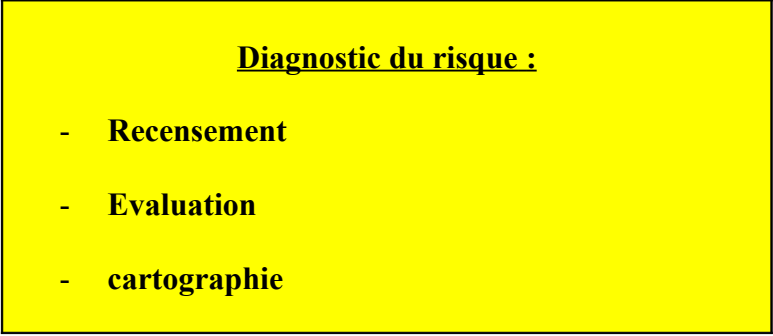 Diagnostic du risque :
- Recensement
- Evaluation
- cartographie